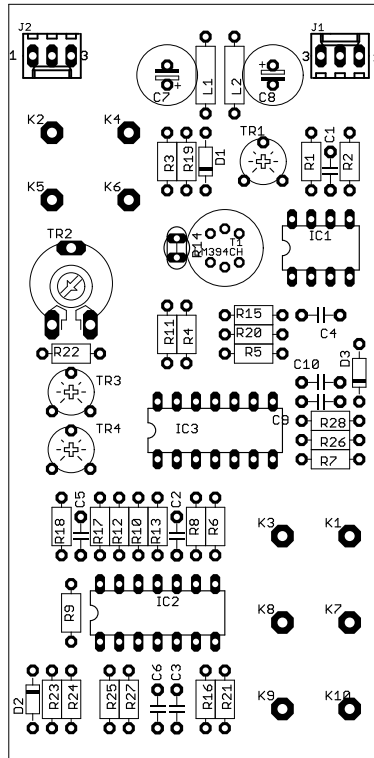 J2
J1
1
3
3
C7
L1
L2
C8
+
+
K2
K4
R3
R19
D1
TR1
R1
C1
R2
K5
K6
TR2
R14
T1
LM394CH
IC1
R11
R4
R15
R20
R5
C4
R22
D3
C10
TR3
TR4
IC3
C9
R28
R26
R7
R18
C5
R17
R12
R10
R13
C2
R8
R6
K3
K1
R9
IC2
K8
K7
D2
R23
R24
R25
R27
C6
C3
R16
R21
K9
K10